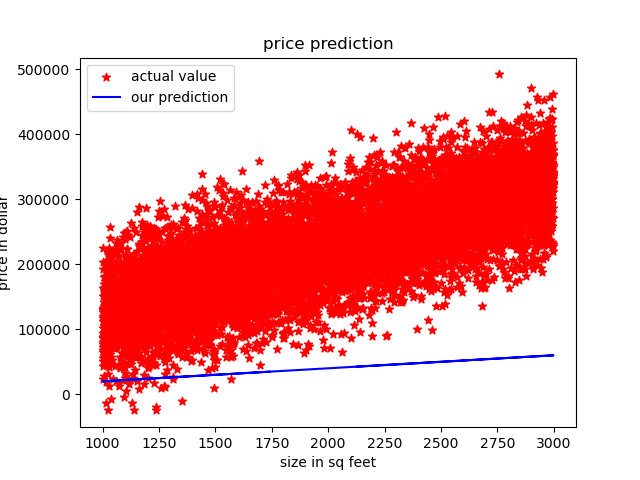 price prediction
actual value
our prediction
500000
400000
300000
200000
100000
0
price in dollar
1000 1250 1500 1750 2000 2250 2500 2750 3000
size in sq feet